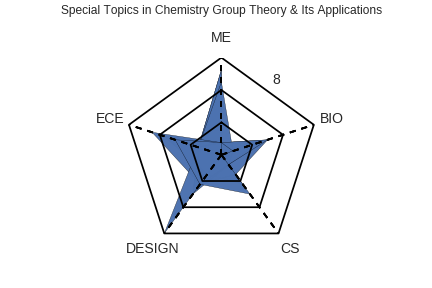 Special Topics in Chemistry Group Theory & Its Applications
ME
8
ECE
BIO
DESIGN
CS